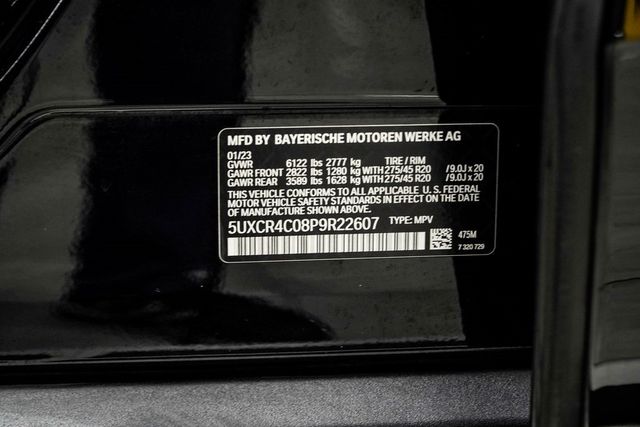 MFD BY BAYERISCHE MOTOREN WERKE AG
01/23
GVWR 6122 lbs 2777 kg TIRE / RIM
GAWR FRONT 2822 lbs 1280 kg WITH 275/45 R20 /9.0J x 20
GAWR REAR 3589 lbs 1628 kg WITH 275/45 R20 /9.0J x 20
THIS VEHICLE CONFORMS TO ALL APPLICABLE U.S. FEDERAL
MOTOR VEHICLE SAFETY STANDARDS IN EFFECT ON THE DATE
OF MANUFACTURE SHOWN ABOVE.
5UXCR4C08P9R22607 TYPE: MPV
475M
7 320 729